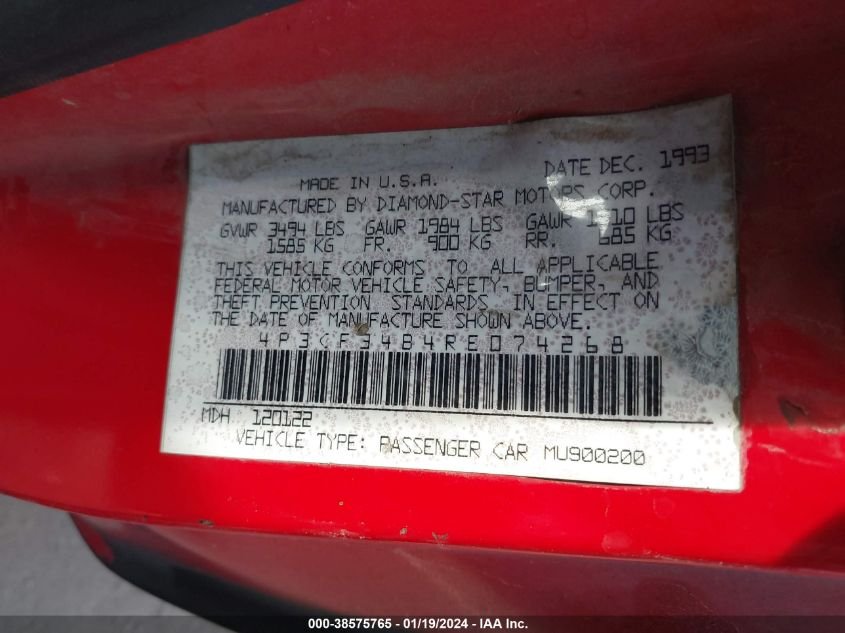 MADE IN U.S.A. DATE DEC. 1993
MANUFACTURED BY DIAMOND-STAR MOTORS CORP.
GVWR 3494 LBS GAWR 1984 LBS GAWR 1510 LBS
1585 KG FR. 900 KG RR. 685 KG
THIS VEHICLE CONFORMS TO ALL APPLICABLE
FEDERAL MOTOR VEHICLE SAFETY, BUMPER, AND
THEFT PREVENTION STANDARDS IN EFFECT ON
THE DATE OF MANUFACTURE SHOWN ABOVE.
4P3CF34B4RE074268
MDH 120122
VEHICLE TYPE: PASSENGER CAR MU900200
000-38575765 - 01/19/2024 - IAA Inc.